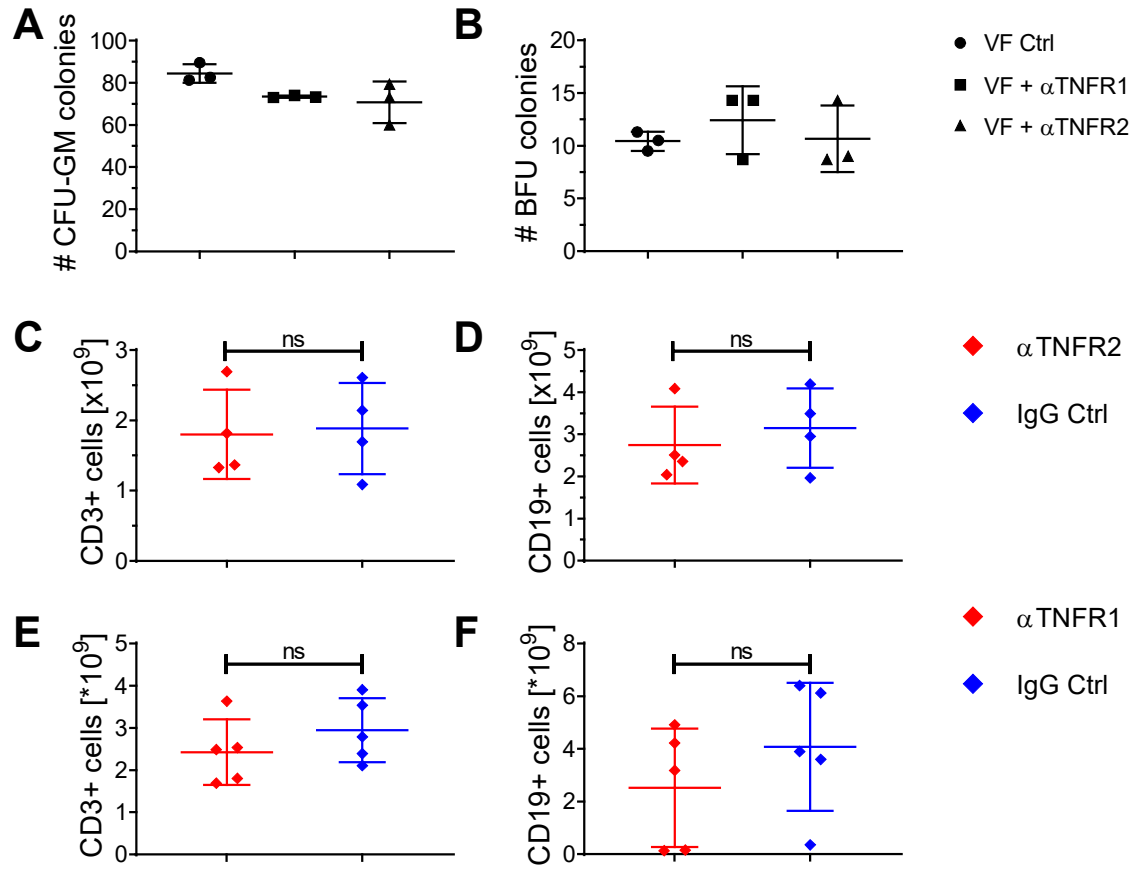 A
# CFU-GM colonies
100
80
60
40
20
0
B
# BFU colonies
20
15
10
5
0
VF Ctrl
VF + αTNFR1
VF + αTNFR2
C
CD3+ cells [x10⁹]
3
2
1
0
ns
D
CD19+ cells [x10⁹]
5
4
3
2
1
0
ns
αTNFR2
IgG Ctrl
E
CD3+ cells [*10⁹]
5
4
3
2
1
0
ns
F
CD19+ cells [*10⁹]
8
6
4
2
0
ns
αTNFR1
IgG Ctrl